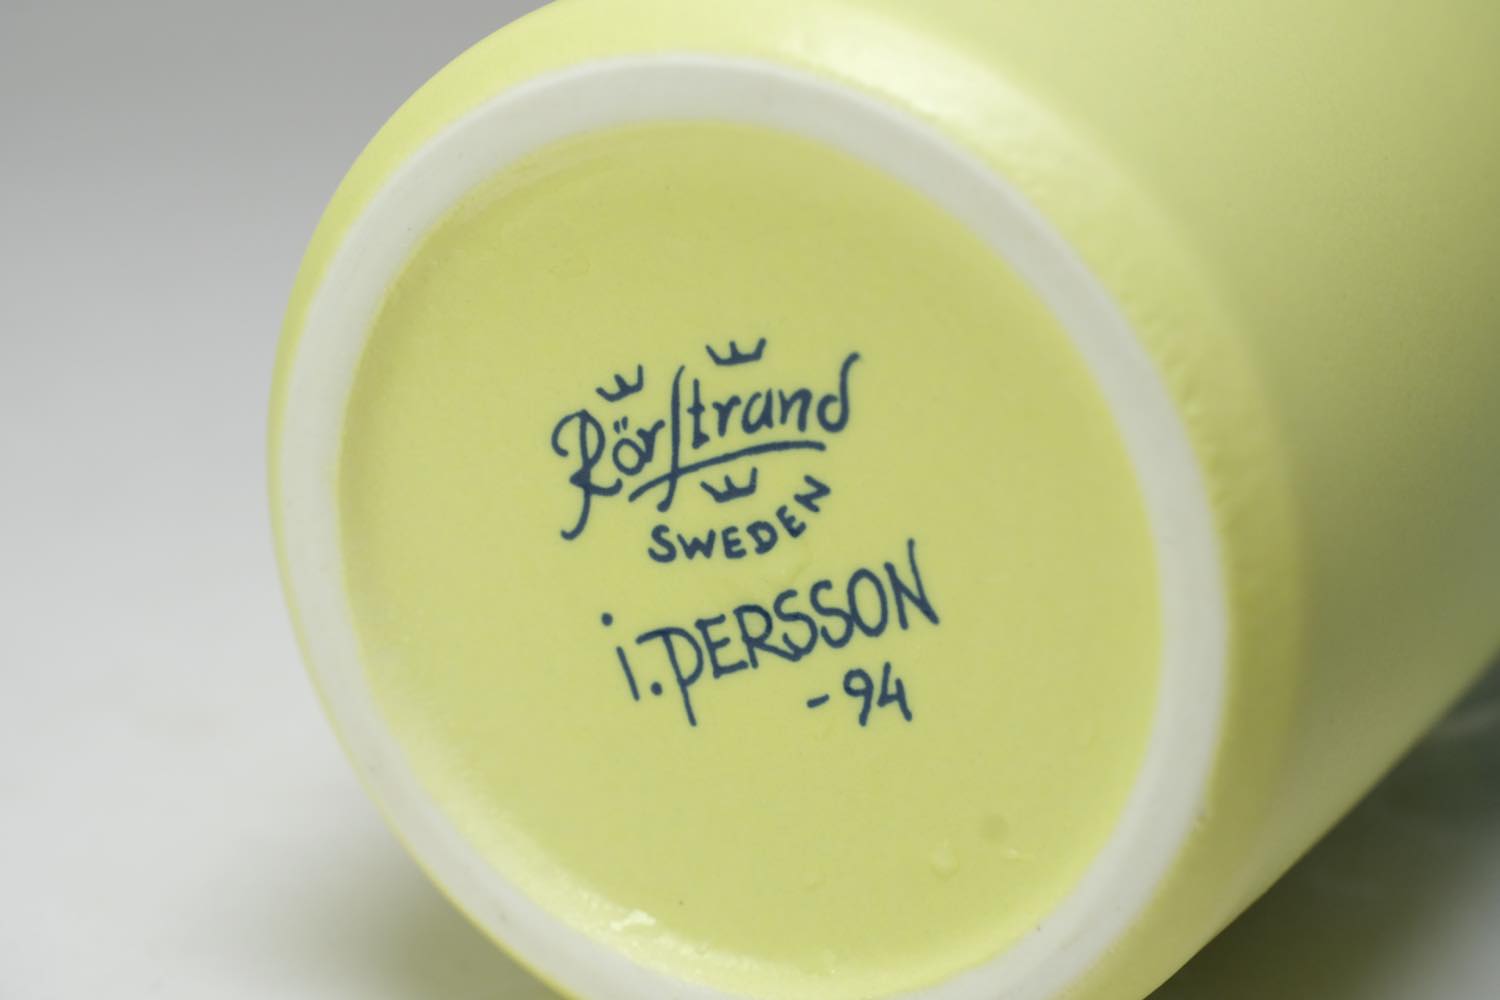 Rörstrand
SWEDEN
i. PERSSON
-94